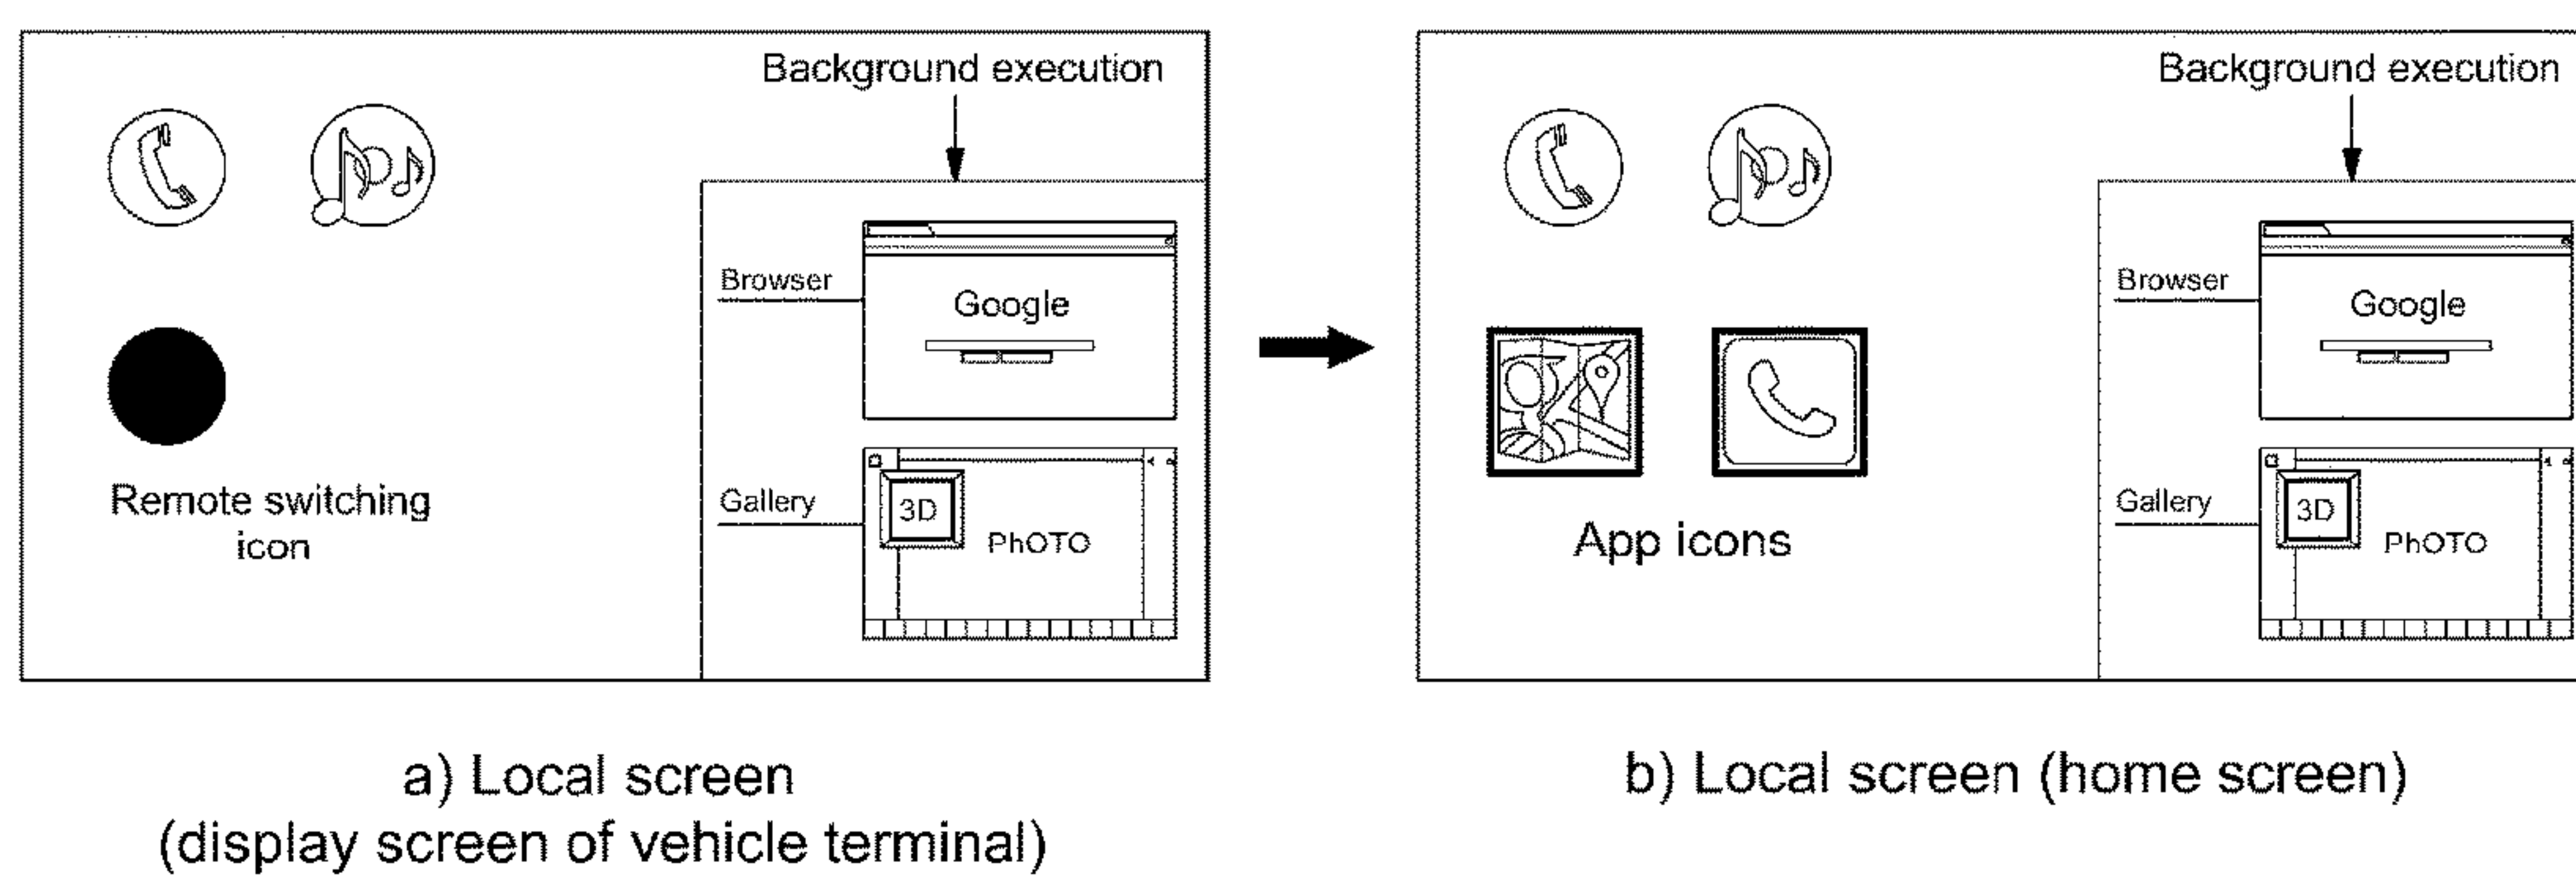 Background execution
Browser
Google
Gallery
3D
PhOTO
Remote switching
icon
a) Local screen
(display screen of vehicle terminal)
Background execution
Browser
Google
Gallery
3D
PhOTO
App icons
b) Local screen (home screen)